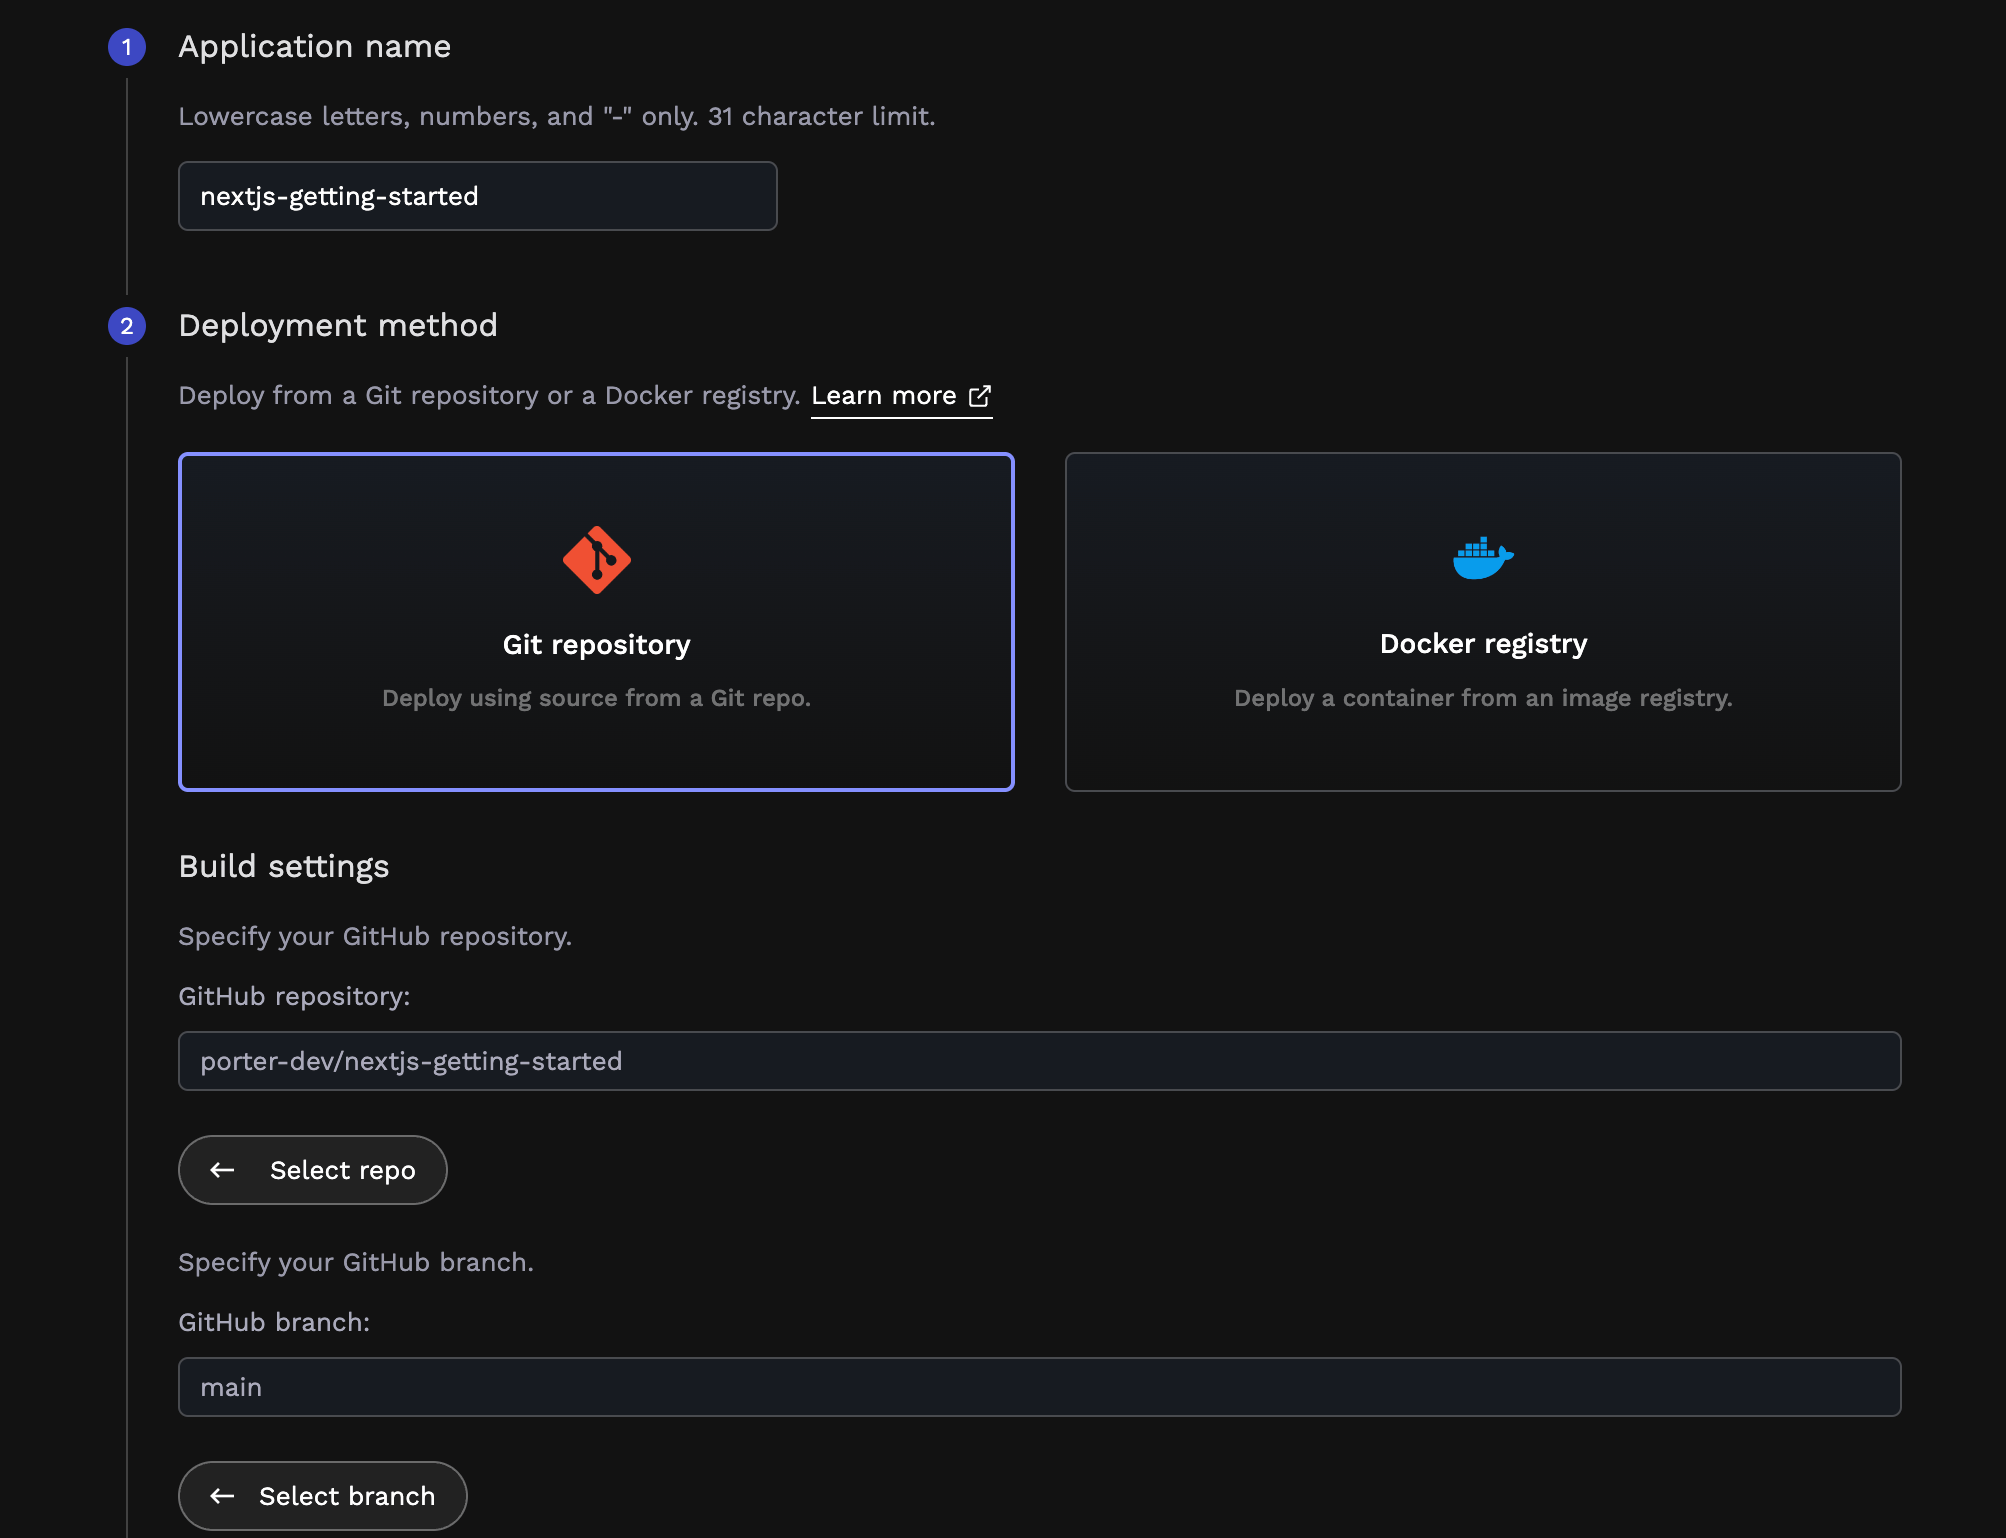 1
Application name
Lowercase letters, numbers, and "-" only. 31 character limit.
nextjs-getting-started
2
Deployment method
Deploy from a Git repository or a Docker registry. Learn more
Git repository
Deploy using source from a Git repo.
Docker registry
Deploy a container from an image registry.
Build settings
Specify your GitHub repository.
GitHub repository:
porter-dev/nextjs-getting-started
Select repo
Specify your GitHub branch.
GitHub branch:
main
Select branch